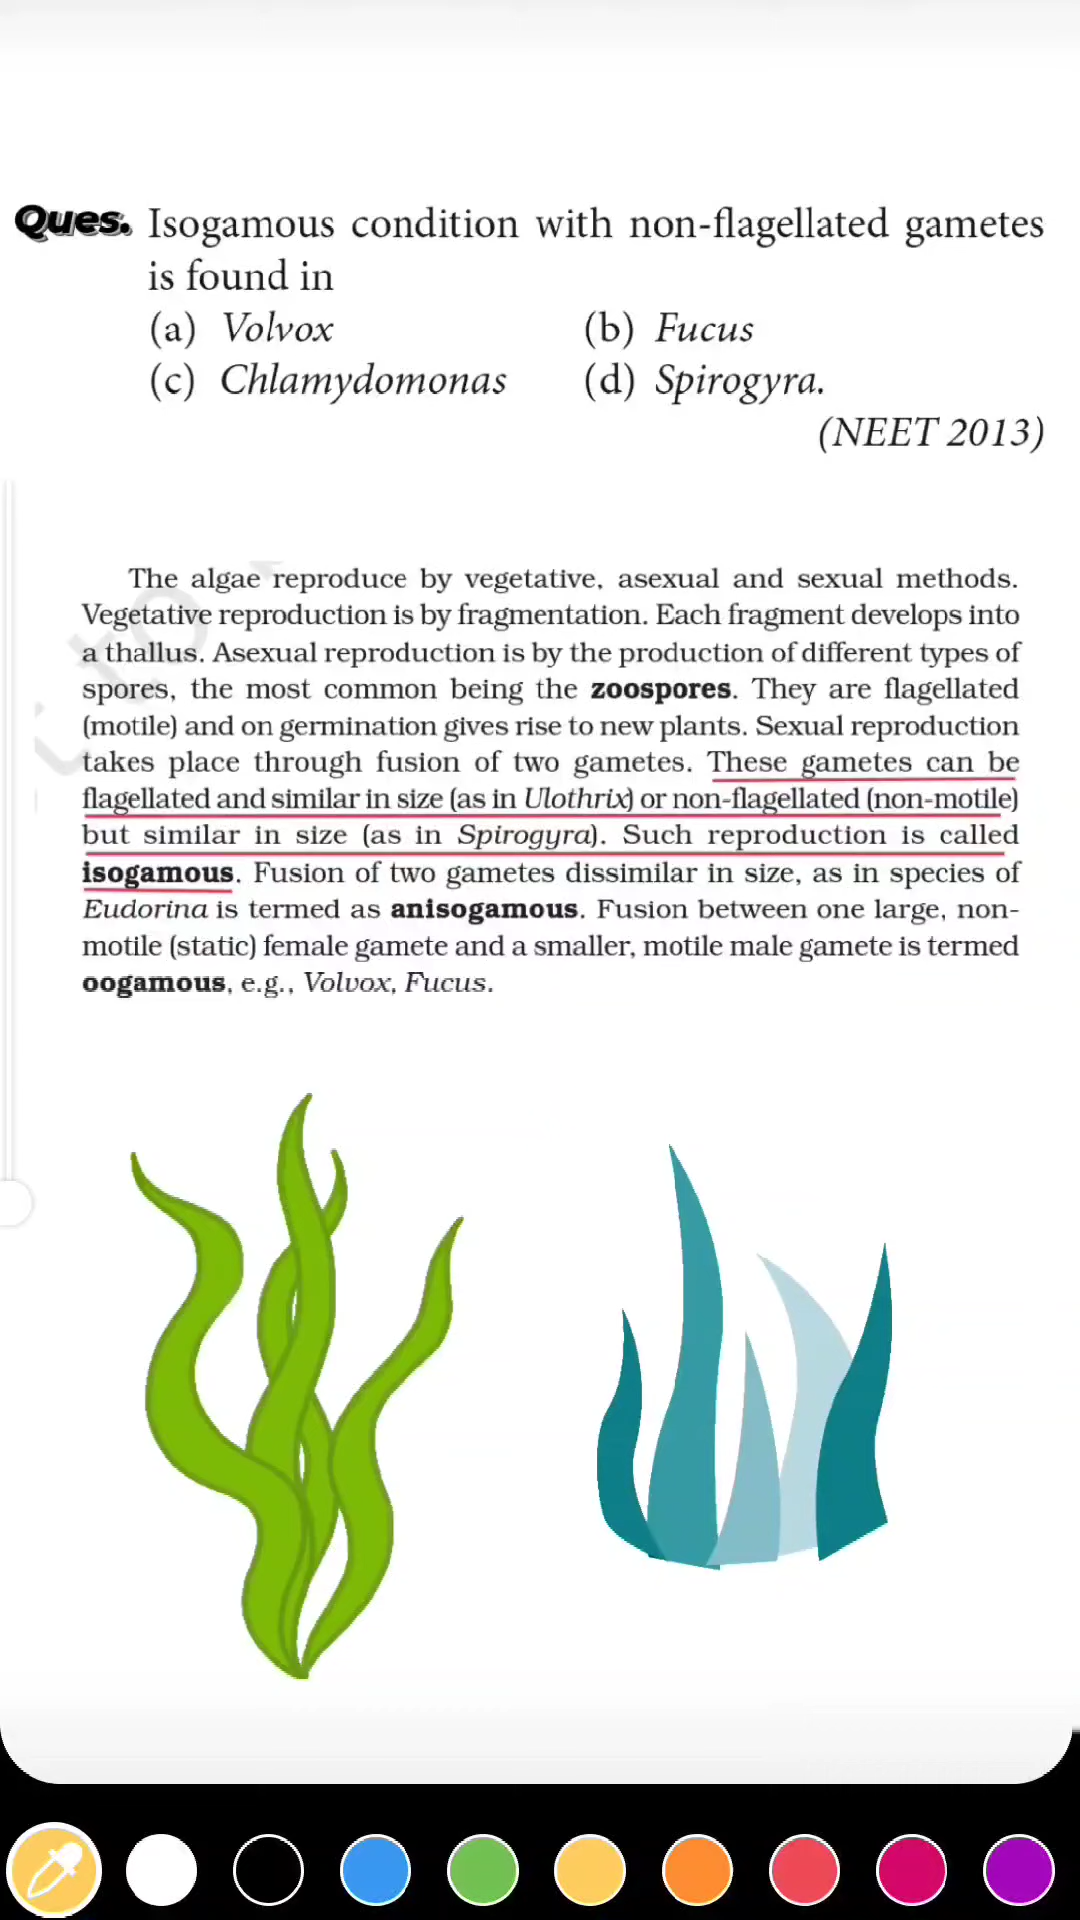 Ques. Isogamous condition with non-flagellated gametes
is found in
(a) Volvox (b) Fucus
(c) Chlamydomonas (d) Spirogyra.
(NEET 2013)
The algae reproduce by vegetative, asexual and sexual methods.
Vegetative reproduction is by fragmentation. Each fragment develops into
a thallus. Asexual reproduction is by the production of different types of
spores, the most common being the zoospores. They are flagellated
(motile) and on germination gives rise to new plants. Sexual reproduction
takes place through fusion of two gametes. These gametes can be
flagellated and similar in size (as in Ulothrix) or non-flagellated (non-motile)
but similar in size (as in Spirogyra). Such reproduction is called
isogamous. Fusion of two gametes dissimilar in size, as in species of
Eudorina is termed as anisogamous. Fusion between one large, non-
motile (static) female gamete and a smaller, motile male gamete is termed
oogamous, e.g., Volvox, Fucus.